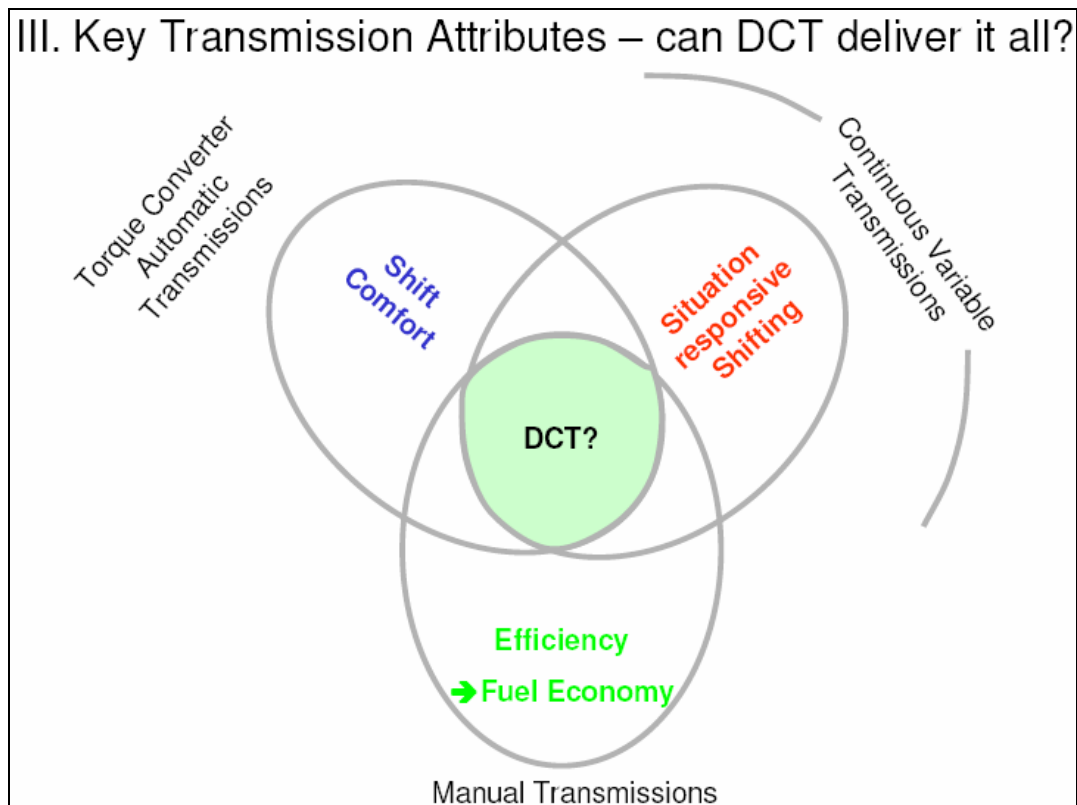 III. Key Transmission Attributes – can DCT deliver it all?
Torque Converter
Automatic
Transmissions
Continuous Variable
Transmissions
Shift
Comfort
Situation
responsive
Shifting
DCT?
Efficiency
➔ Fuel Economy
Manual Transmissions